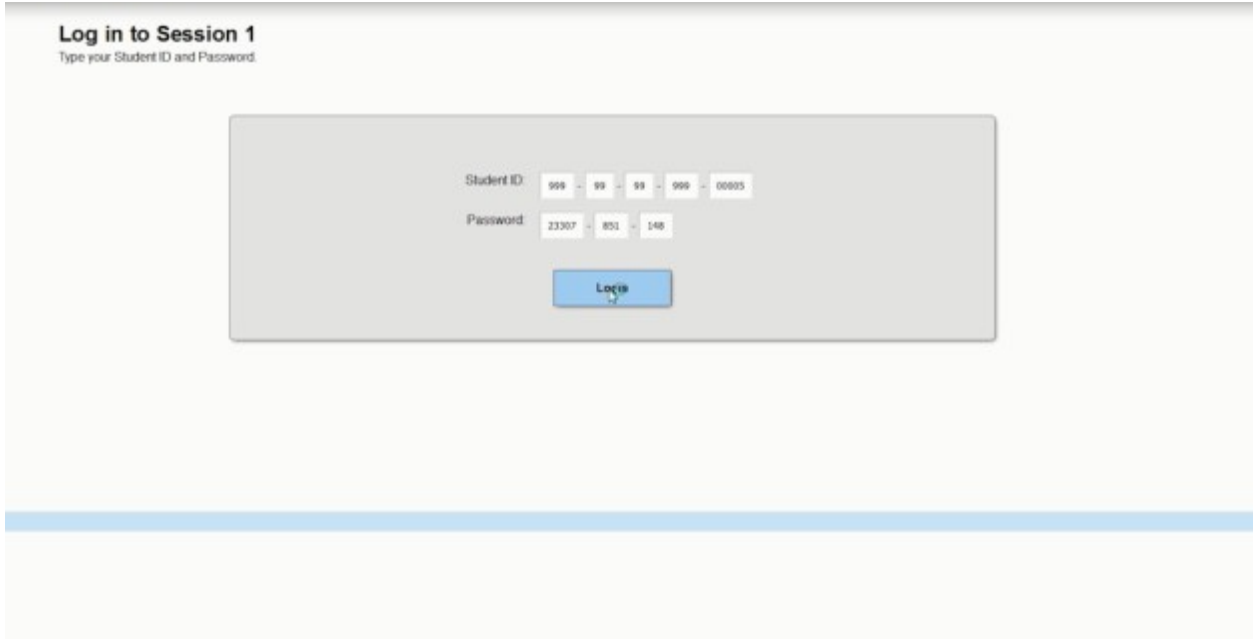 Log in to Session 1
Type your Student ID and Password.
Student ID: 999 - 99 - 99 - 999 - 00005
Password: 23307 - 851 - 148
Login